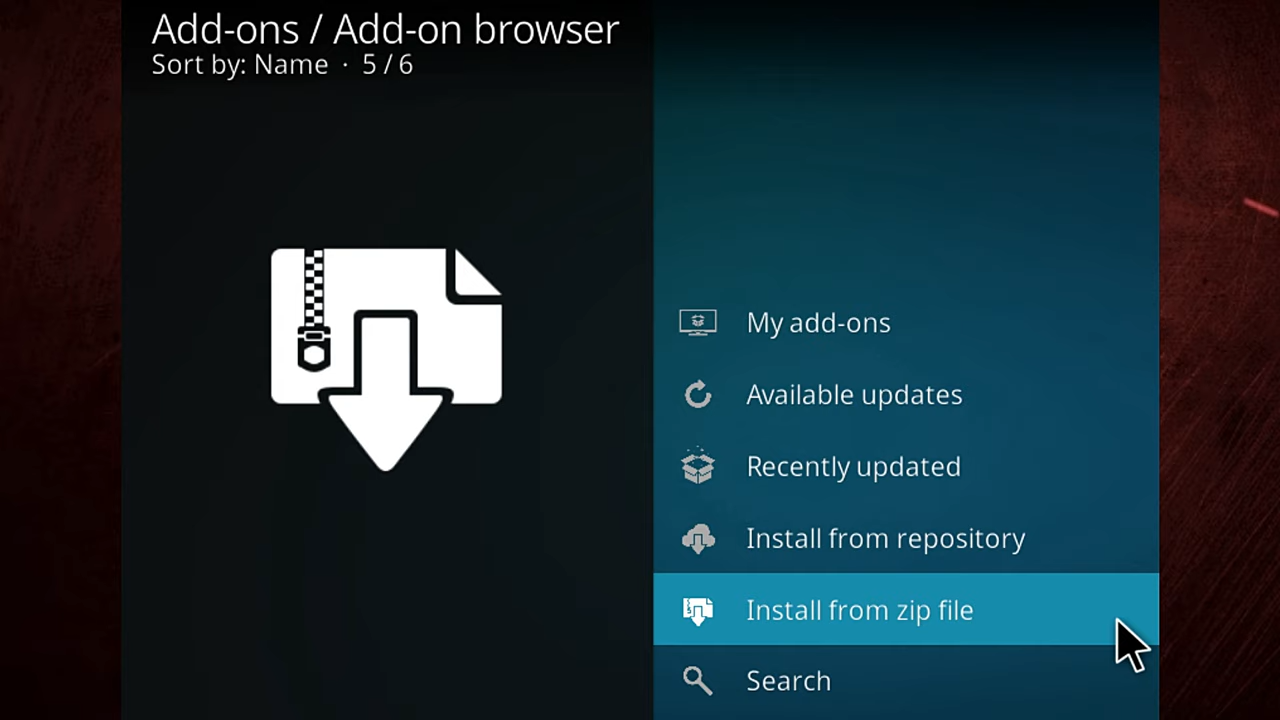 Add-ons / Add-on browser
Sort by: Name · 5 / 6
My add-ons
Available updates
Recently updated
Install from repository
Install from zip file
Search